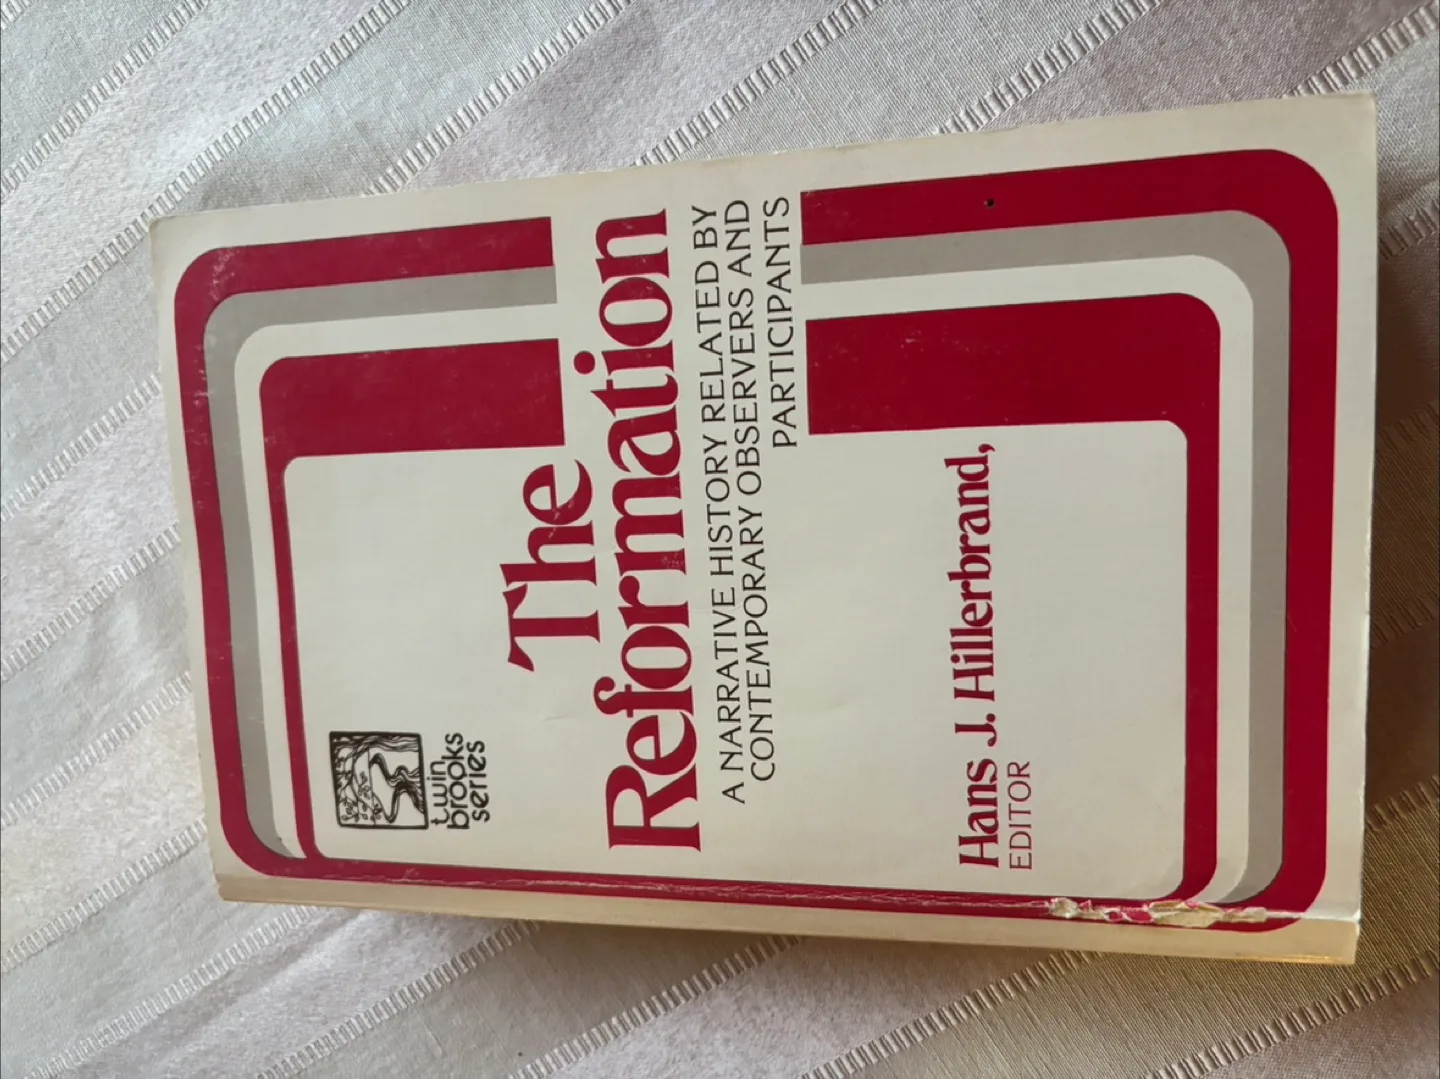 twin
brooks
series
The
Reformation
A NARRATIVE HISTORY RELATED BY
CONTEMPORARY OBSERVERS AND
PARTICIPANTS
Hans J. Hillerbrand,
EDITOR